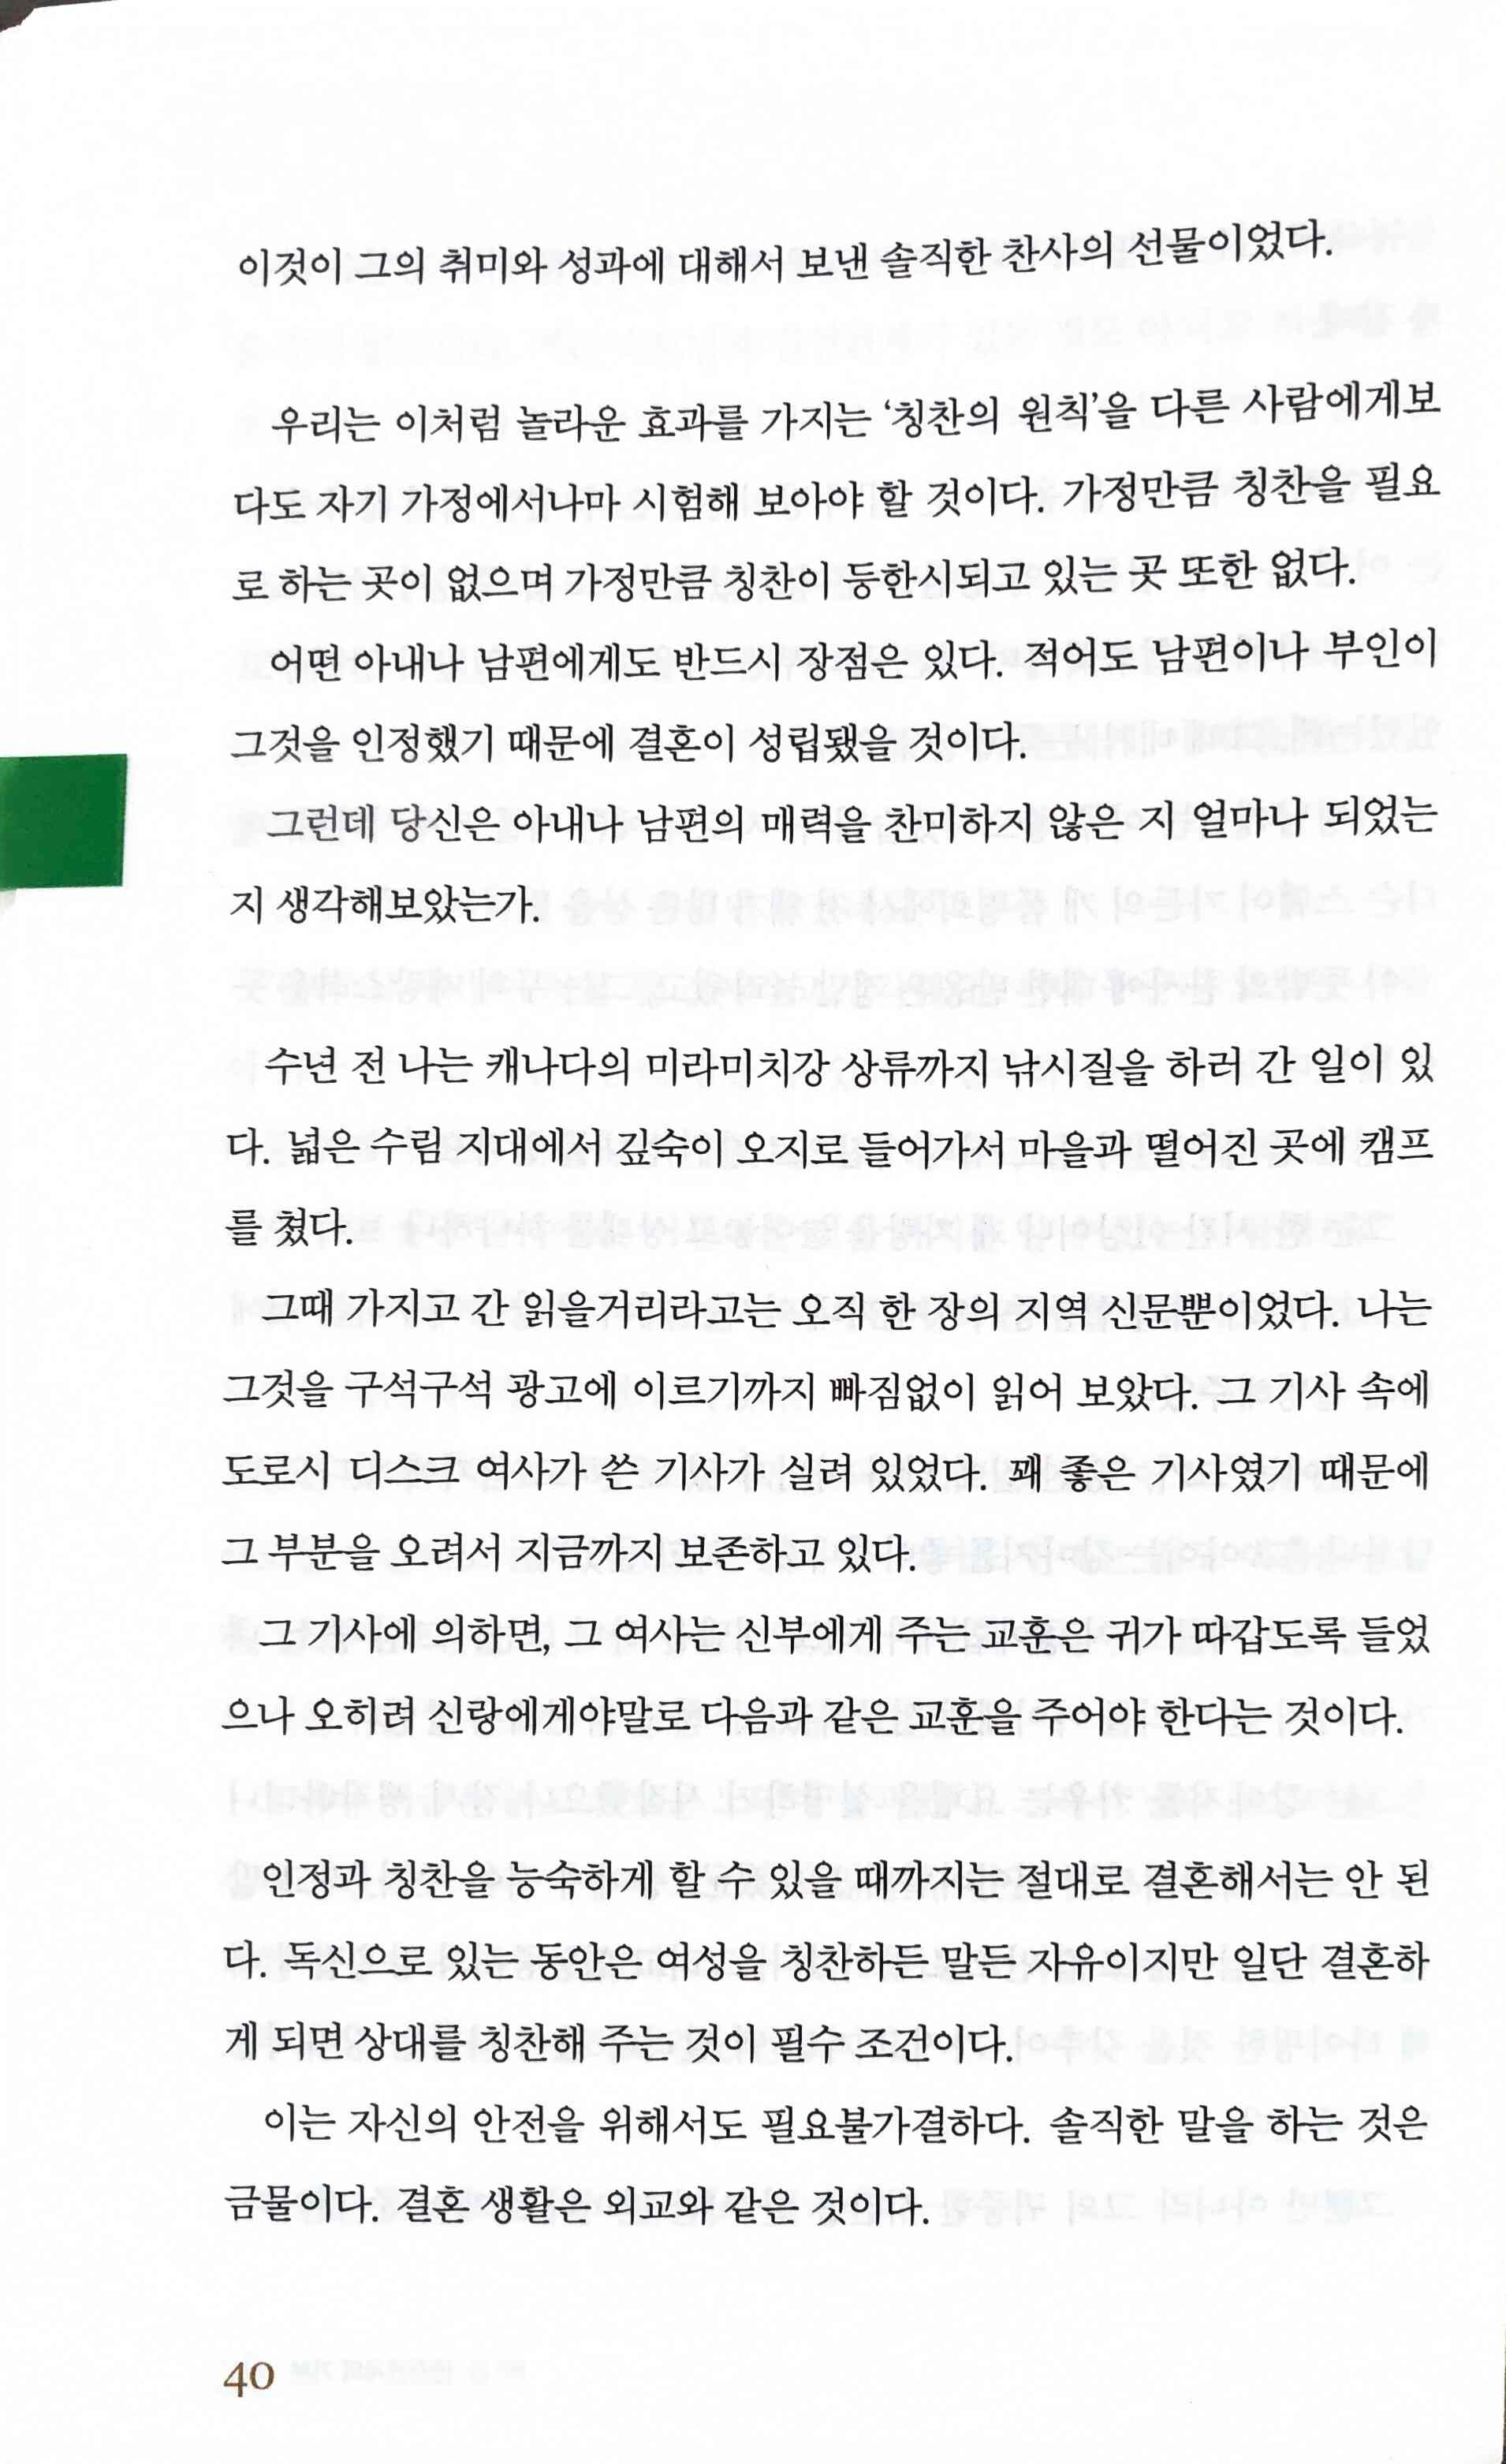 이것이 그의 취미와 성과에 대해서 보낸 솔직한 찬사의 선물이었다.
우리는 이처럼 놀라운 효과를 가지는 ‘칭찬의 원칙’을 다른 사람에게보
다도 자기 가정에서나마 시험해 보아야 할 것이다. 가정만큼 칭찬을 필요
로 하는 곳이 없으며 가정만큼 칭찬이 등한시되고 있는 곳 또한 없다.
어떤 아내나 남편에게도 반드시 장점은 있다. 적어도 남편이나 부인이
그것을 인정했기 때문에 결혼이 성립됐을 것이다.
그런데 당신은 아내나 남편의 매력을 찬미하지 않은 지 얼마나 되었는
지 생각해보았는가.
수년 전 나는 캐나다의 미라미치강 상류까지 낚시질을 하러 간 일이 있
다. 넓은 수림 지대에서 깊숙이 오지로 들어가서 마을과 떨어진 곳에 캠프
를 쳤다.
그때 가지고 간 읽을거리라고는 오직 한 장의 지역 신문뿐이었다. 나는
그것을 구석구석 광고에 이르기까지 빠짐없이 읽어 보았다. 그 기사 속에
도로시 디스크 여사가 쓴 기사가 실려 있었다. 꽤 좋은 기사였기 때문에
그 부분을 오려서 지금까지 보존하고 있다.
그 기사에 의하면, 그 여사는 신부에게 주는 교훈은 귀가 따갑도록 들었
으나 오히려 신랑에게야말로 다음과 같은 교훈을 주어야 한다는 것이다.
인정과 칭찬을 능숙하게 할 수 있을 때까지는 절대로 결혼해서는 안 된
다. 독신으로 있는 동안은 여성을 칭찬하든 말든 자유이지만 일단 결혼하
게 되면 상대를 칭찬해 주는 것이 필수 조건이다.
이는 자신의 안전을 위해서도 필요불가결하다. 솔직한 말을 하는 것은
금물이다. 결혼 생활은 외교와 같은 것이다.
40